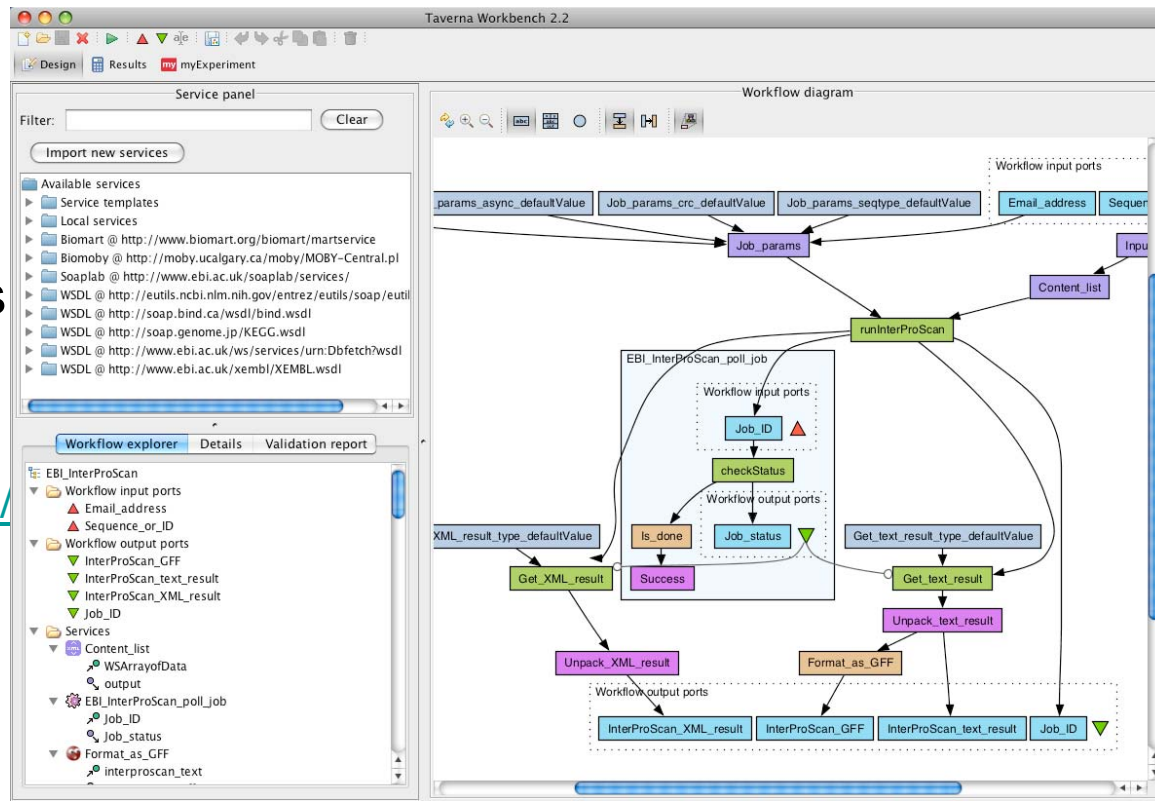 Taverna Workbench 2.2
Design Results my myExperiment
Service panel
Filter: Clear
Import new services
Available services
Service templates
Local services
Biomart @ http://www.biomart.org/biomart/martservice
Biomoby @ http://moby.ucalgary.ca/moby/MOBY-Central.pl
Soaplab @ http://www.ebi.ac.uk/soaplab/services/
WSDL @ http://eutils.ncbi.nlm.nih.gov/entrez/eutils/soap/eutil
WSDL @ http://soap.bind.ca/wsdl/bind.wsdl
WSDL @ http://soap.genome.jp/KEGG.wsdl
WSDL @ http://www.ebi.ac.uk/ws/services/urn:Dbfetch?wsdl
WSDL @ http://www.ebi.ac.uk/xembl/XEMBL.wsdl
s
/
Workflow explorer Details Validation report
EBI_InterProScan
Workflow input ports
Email_address
Sequence_or_ID
Workflow output ports
InterProScan_GFF
InterProScan_text_result
InterProScan_XML_result
Job_ID
Services
Content_list
WSArrayofData
output
EBI_InterProScan_poll_job
Job_ID
Job_status
Format_as_GFF
interproscan_text
Workflow diagram
abc
Workflow input ports
_params_async_defaultValue Job_params_crc_defaultValue Job_params_seqtype_defaultValue Email_address Sequen
Job_params Inpu
Content_list
runInterProScan
EBI_InterProScan_poll_job
Workflow input ports
Job_ID
checkStatus
Workflow output ports
XML_result_type_defaultValue Is_done Job_status Get_text_result_type_defaultValue
Get_XML_result Success Get_text_result
Unpack_text_result
Unpack_XML_result Format_as_GFF
Workflow output ports
InterProScan_XML_result InterProScan_GFF InterProScan_text_result Job_ID